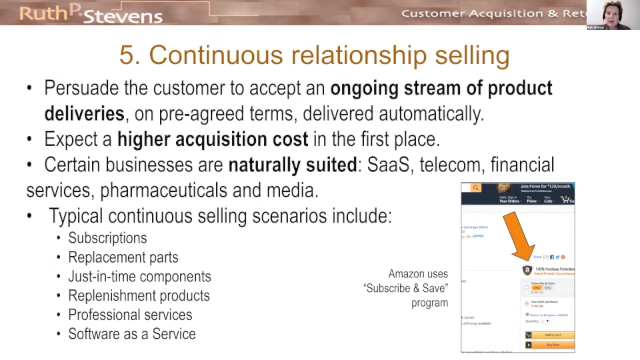 Ruth P. Stevens
Customer Acquisition & Rete
5. Continuous relationship selling
• Persuade the customer to accept an ongoing stream of product
deliveries, on pre-agreed terms, delivered automatically.
• Expect a higher acquisition cost in the first place.
• Certain businesses are naturally suited: SaaS, telecom, financial
services, pharmaceuticals and media.
• Typical continuous selling scenarios include:
• Subscriptions
• Replacement parts
• Just-in-time components
• Replenishment products
• Professional services
• Software as a Service
Amazon uses
"Subscribe & Save"
program